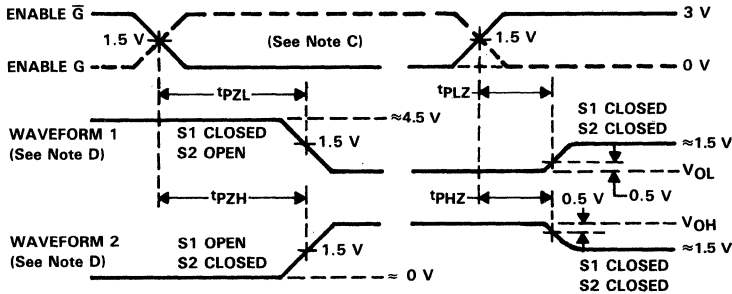 ENABLE G̅
3 V
1.5 V
(See Note C)
1.5 V
ENABLE G
0 V
tPZL
tPLZ
S1 CLOSED
S2 CLOSED
≈4.5 V
WAVEFORM 1
(See Note D)
S1 CLOSED
S2 OPEN
1.5 V
≈1.5 V
VOL
0.5 V
tPZH
tPHZ
0.5 V
VOH
WAVEFORM 2
(See Note D)
S1 OPEN
S2 CLOSED
1.5 V
≈1.5 V
≈ 0 V
S1 CLOSED
S2 CLOSED